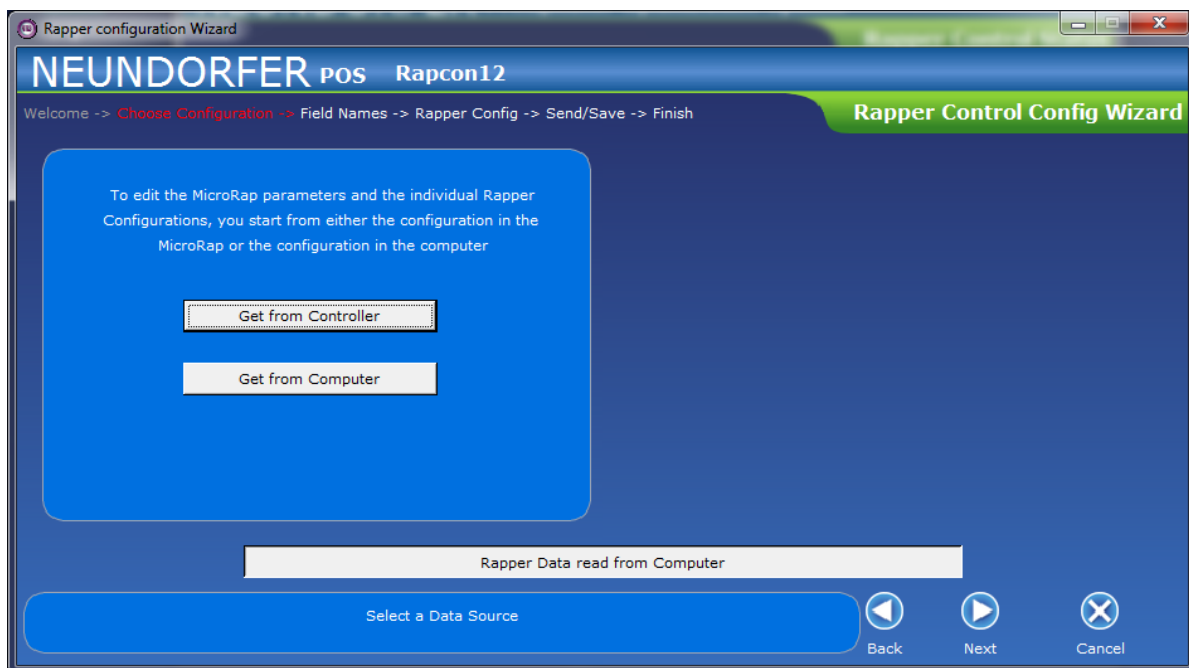 Rapper configuration Wizard
NEUNDORFER POS Rapcon12
Welcome -> Choose Configuration -> Field Names -> Rapper Config -> Send/Save -> Finish
Rapper Control Config Wizard
To edit the MicroRap parameters and the individual Rapper
Configurations, you start from either the configuration in the
MicroRap or the configuration in the computer
Get from Controller
Get from Computer
Rapper Data read from Computer
Select a Data Source
Back
Next
Cancel